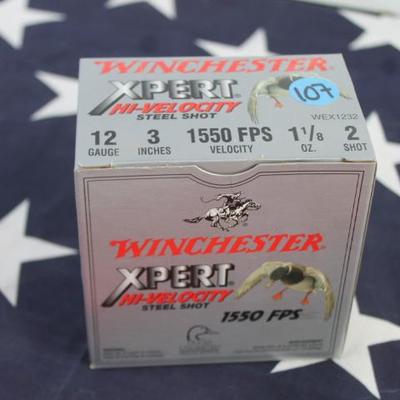 WINCHESTER
XPERT
HI-VELOCITY
STEEL SHOT
107
WEX1232
12 3 1550 FPS 1 1/8 2
GAUGE INCHES VELOCITY OZ. SHOT
WINCHESTER
XPERT
HI-VELOCITY
STEEL SHOT
1550 FPS